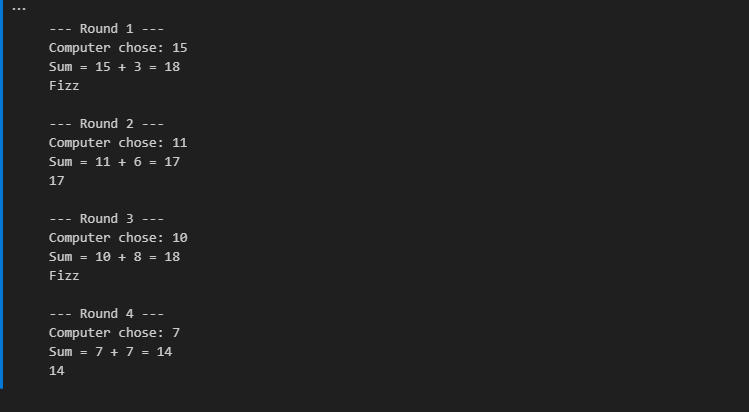 ...
--- Round 1 ---
Computer chose: 15
Sum = 15 + 3 = 18
Fizz
--- Round 2 ---
Computer chose: 11
Sum = 11 + 6 = 17
17
--- Round 3 ---
Computer chose: 10
Sum = 10 + 8 = 18
Fizz
--- Round 4 ---
Computer chose: 7
Sum = 7 + 7 = 14
14